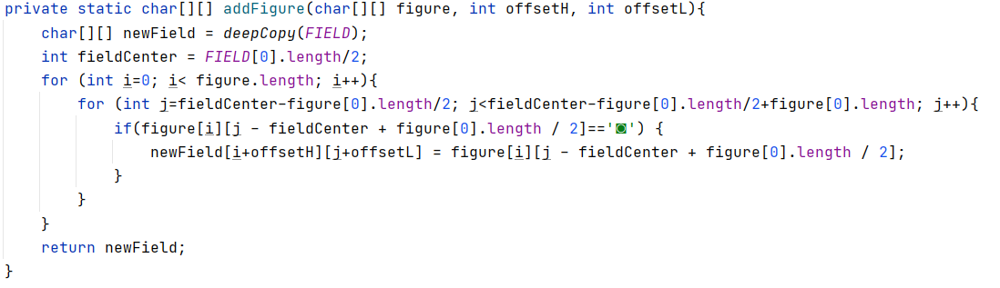 private static char[][] addFigure(char[][] figure, int offsetH, int offsetL){
    char[][] newField = deepCopy(FIELD);
    int fieldCenter = FIELD[0].length/2;
    for (int i=0; i< figure.length; i++){
        for (int j=fieldCenter-figure[0].length/2; j<fieldCenter-figure[0].length/2+figure[0].length; j++){
            if(figure[i][j - fieldCenter + figure[0].length / 2]=='◙') {
                newField[i+offsetH][j+offsetL] = figure[i][j - fieldCenter + figure[0].length / 2];
            }
        }
    }
    return newField;
}